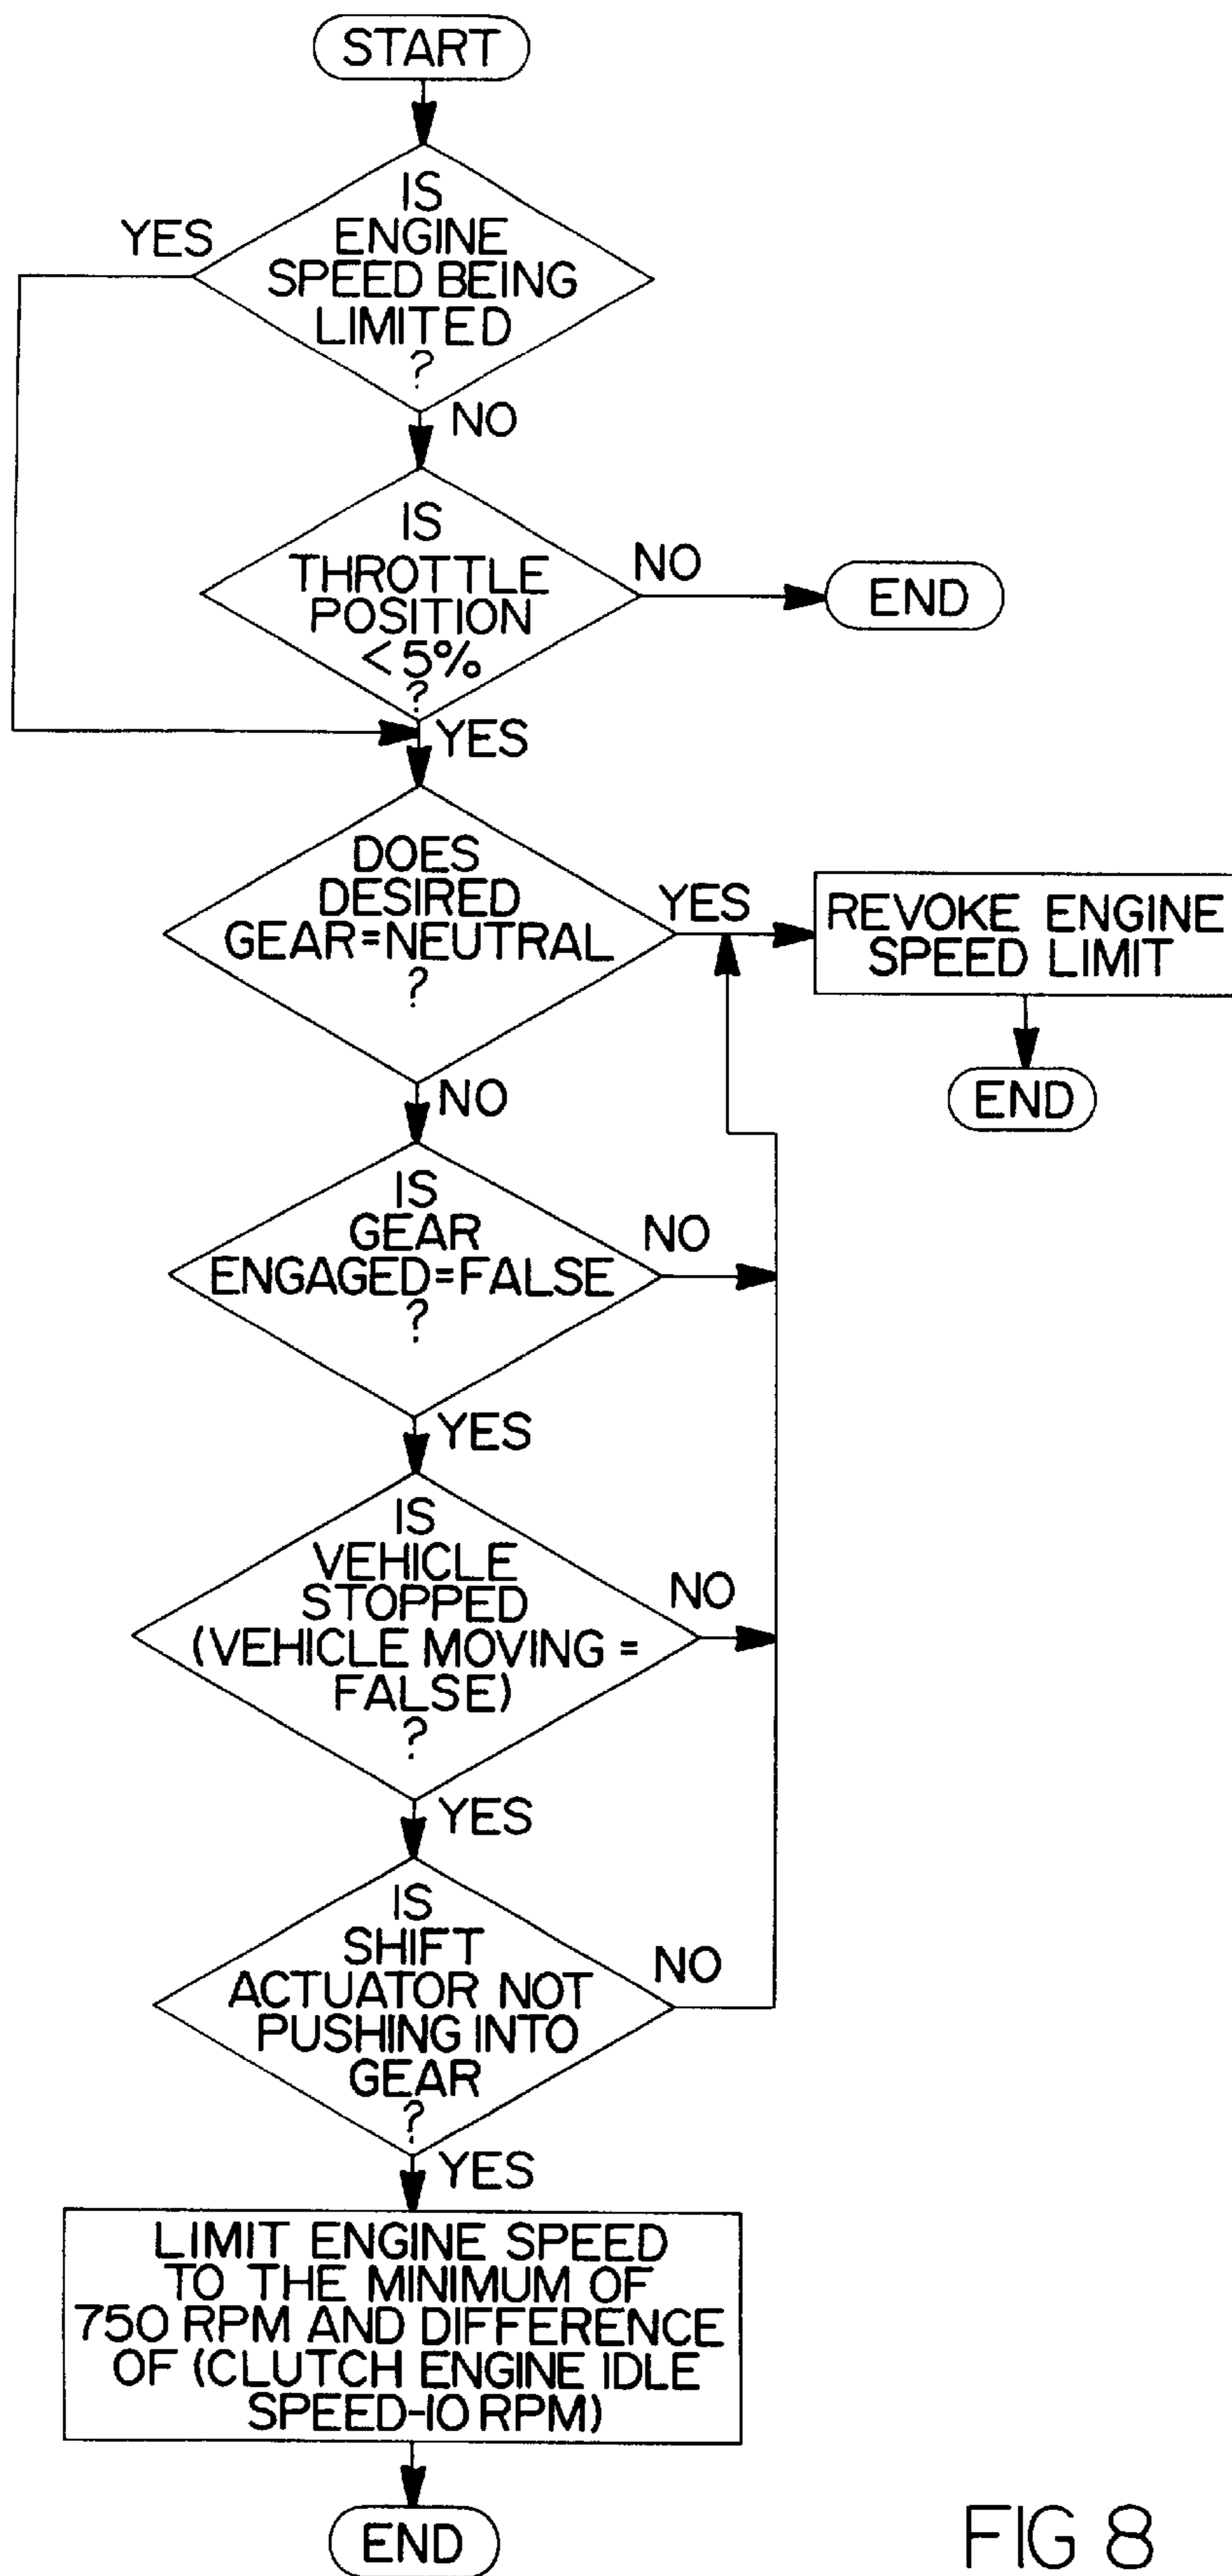 START
IS
ENGINE
SPEED BEING
LIMITED
?
YES
NO
IS
THROTTLE
POSITION
<5%
?
NO
END
YES
DOES
DESIRED
GEAR=NEUTRAL
?
YES
REVOKE ENGINE
SPEED LIMIT
END
NO
IS
GEAR
ENGAGED=FALSE
?
NO
YES
IS
VEHICLE
STOPPED
(VEHICLE MOVING =
FALSE)
?
NO
YES
IS
SHIFT
ACTUATOR NOT
PUSHING INTO
GEAR
?
NO
YES
LIMIT ENGINE SPEED
TO THE MINIMUM OF
750 RPM AND DIFFERENCE
OF (CLUTCH ENGINE IDLE
SPEED-10 RPM)
END
FIG 8